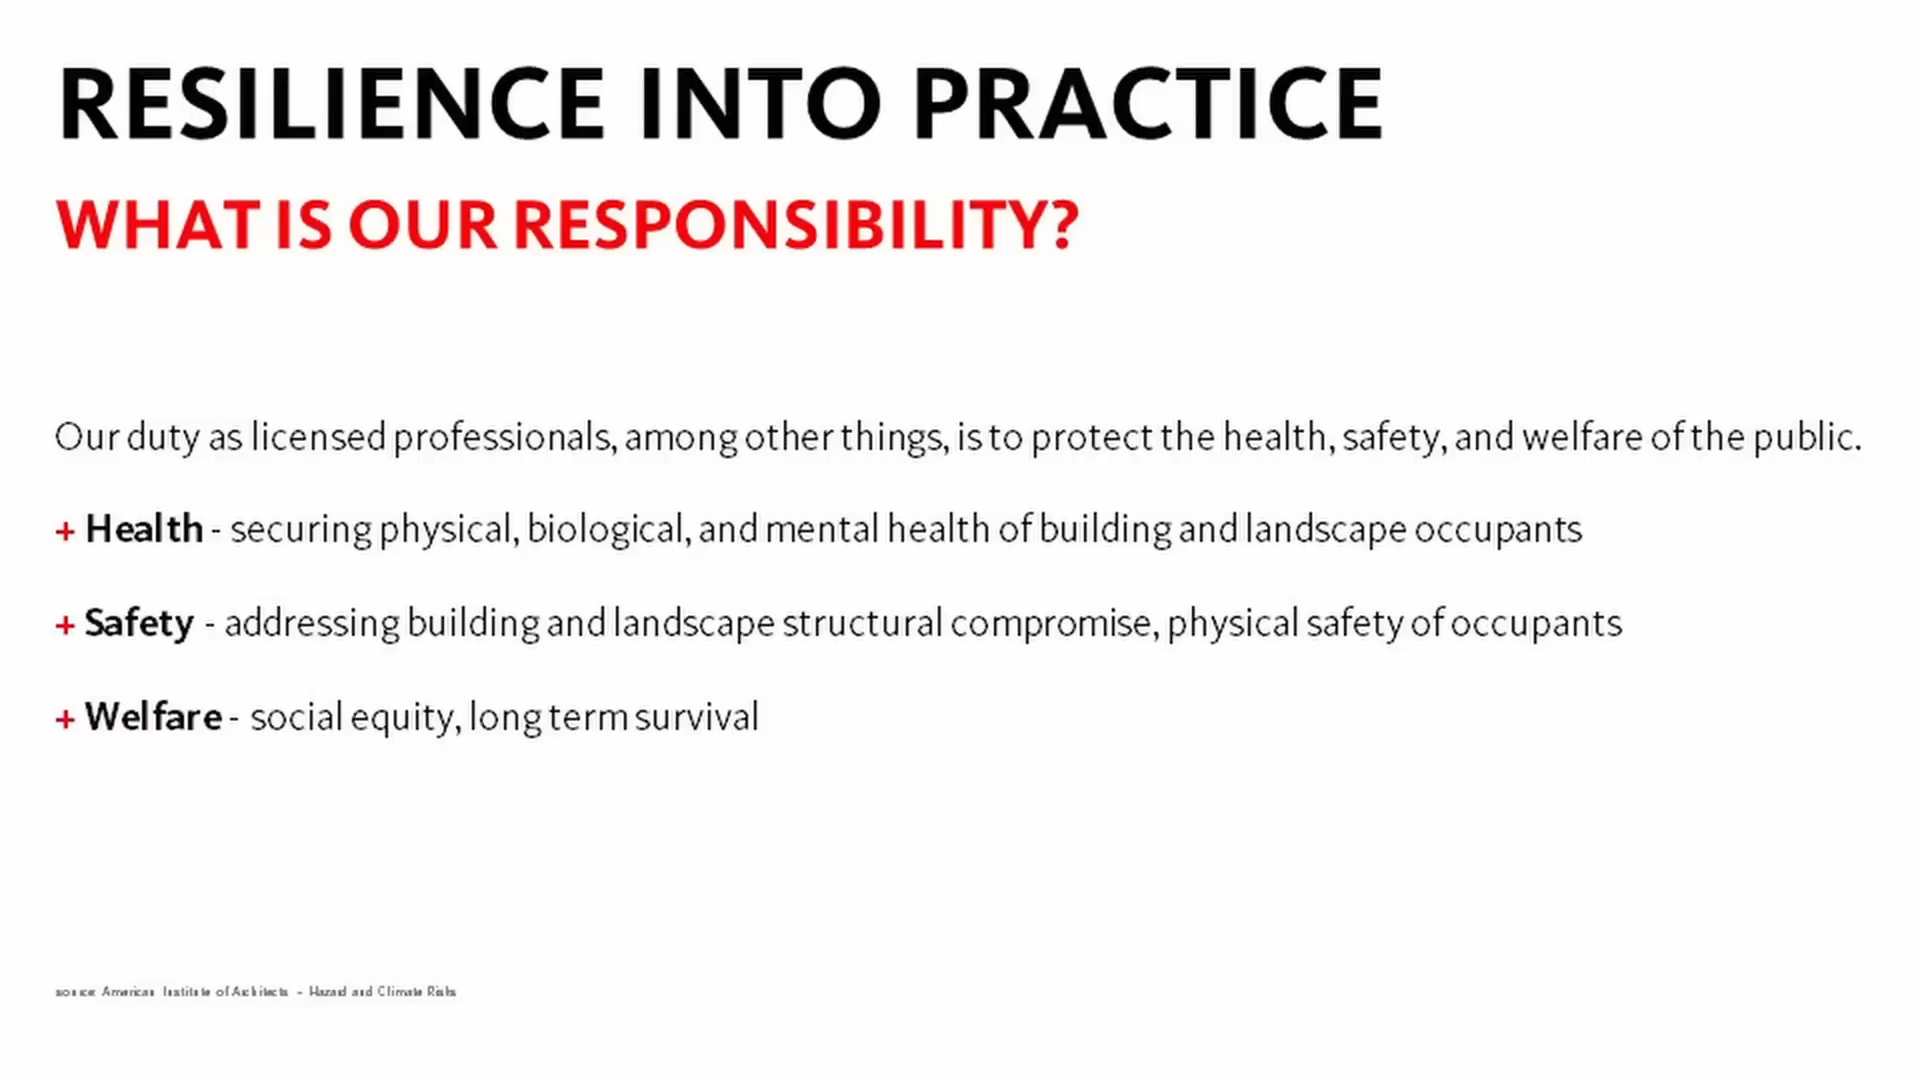 RESILIENCE INTO PRACTICE
WHAT IS OUR RESPONSIBILITY?
Our duty as licensed professionals, among other things, is to protect the health, safety, and welfare of the public.
+ Health - securing physical, biological, and mental health of building and landscape occupants
+ Safety - addressing building and landscape structural compromise, physical safety of occupants
+ Welfare - social equity, long term survival
source: American Institute of Architects - Hazard and Climate Risks